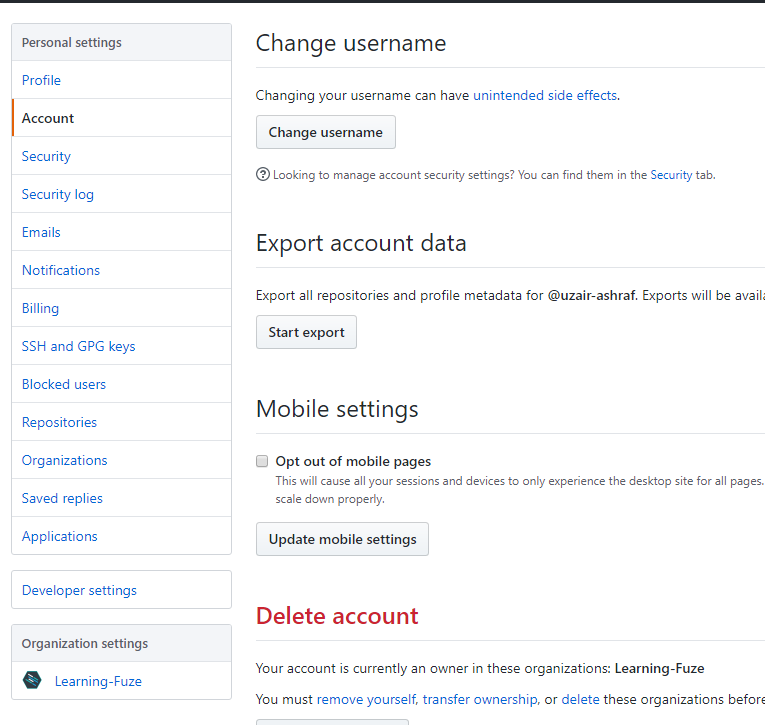 Personal settings
Profile
Account
Security
Security log
Emails
Notifications
Billing
SSH and GPG keys
Blocked users
Repositories
Organizations
Saved replies
Applications
Developer settings
Organization settings
Learning-Fuze
Change username
Changing your username can have unintended side effects.
Change username
Looking to manage account security settings? You can find them in the Security tab.
Export account data
Export all repositories and profile metadata for @uzair-ashraf. Exports will be
Start export
Mobile settings
Opt out of mobile pages
This will cause all your sessions and devices to only experience the desktop site for all pages.
scale down properly.
Update mobile settings
Delete account
Your account is currently an owner in these organizations: Learning-Fuze
You must remove yourself, transfer ownership, or delete these organizations before